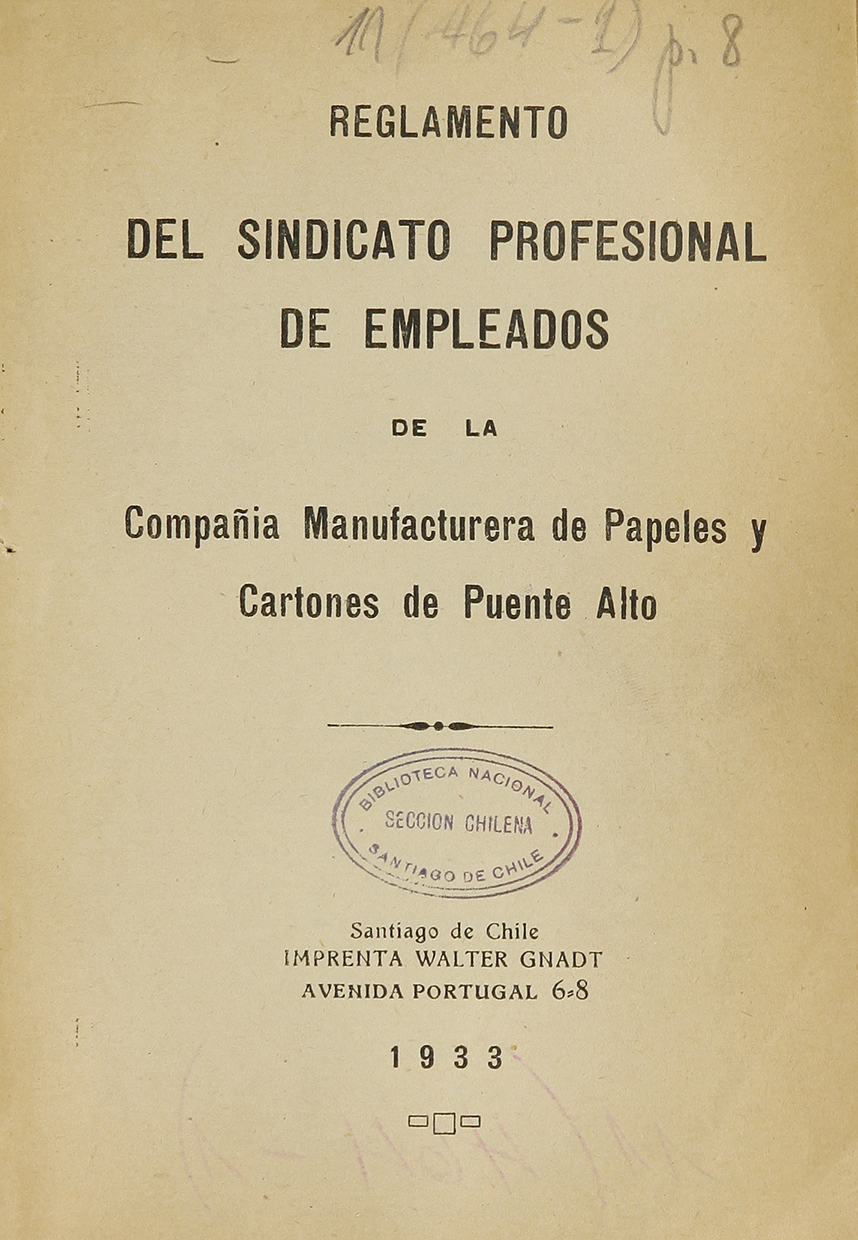 11(464-1) p. 8
REGLAMENTO
DEL SINDICATO PROFESIONAL
DE EMPLEADOS
DE LA
Compañia Manufacturera de Papeles y
Cartones de Puente Alto
BIBLIOTECA NACIONAL
SECCION CHILENA
SANTIAGO DE CHILE
Santiago de Chile
IMPRENTA WALTER GNADT
AVENIDA PORTUGAL 6-8
1933